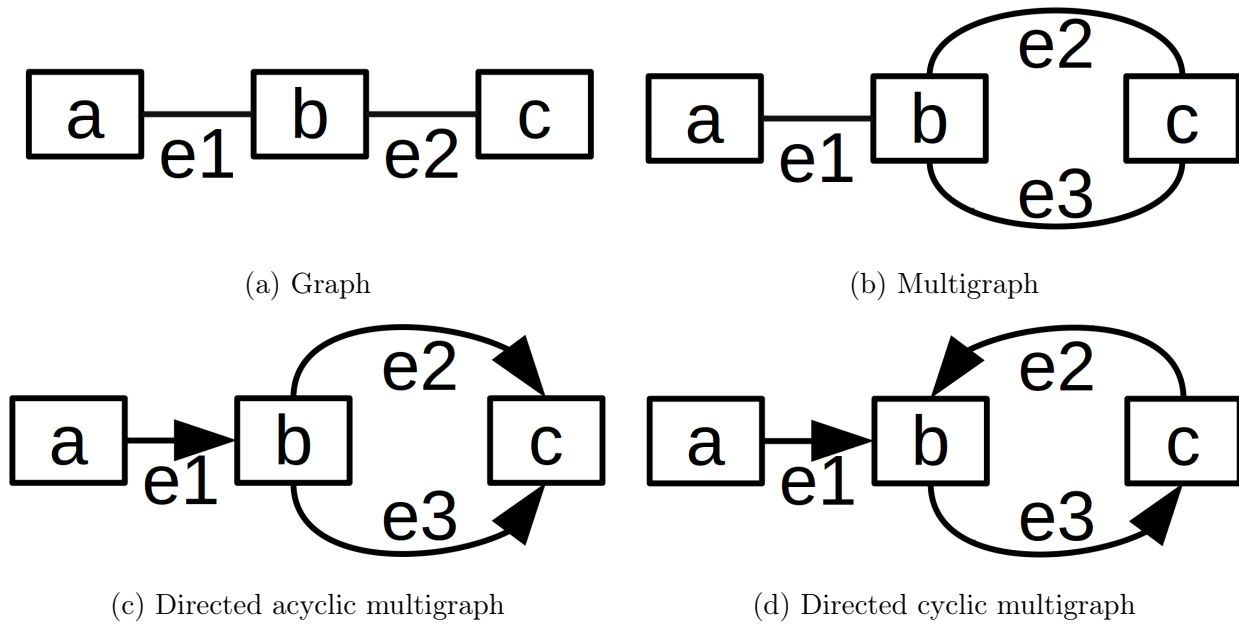 a b c
e1 e2
(a) Graph
e2
a b c
e1
e3
(b) Multigraph
e2
a b c
e1
e3
(c) Directed acyclic multigraph
e2
a b c
e1
e3
(d) Directed cyclic multigraph